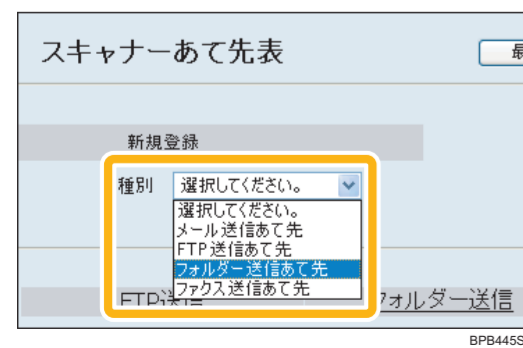 スキャナーあて先表
最
新規登録
種別 選択してください。
選択してください。
メール送信あて先
FTP送信あて先
フォルダー送信あて先
ファクス送信あて先
FTP送信
フォルダー送信
BPB445S